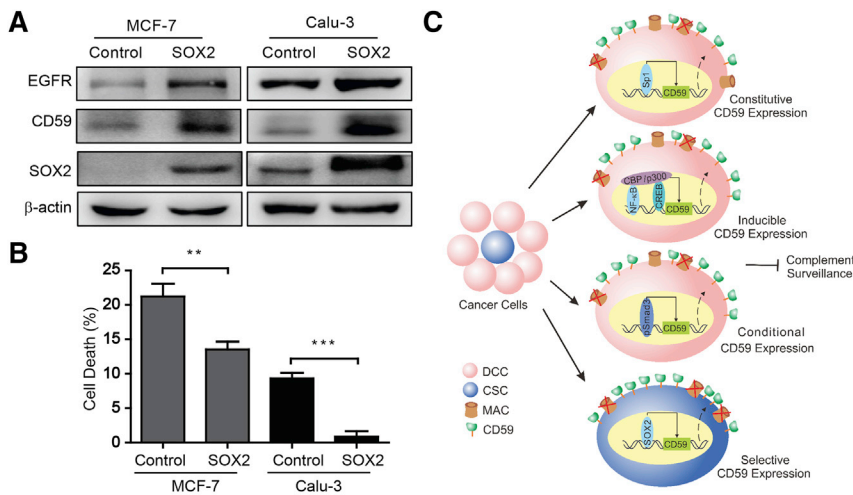 A
MCF-7
Calu-3
Control SOX2
Control SOX2
EGFR
CD59
SOX2
β-actin
B
Cell Death (%)
25
20
15
10
5
0
**
***
Control SOX2 Control SOX2
MCF-7
Calu-3
C
Cancer Cells
DCC
CSC
MAC
CD59
Sp1
CD59
Constitutive
CD59 Expression
CBP/p300
NF-κB
CREB
CD59
Inducible
CD59 Expression
Complement
Surveillance
pSmad3
CD59
Conditional
CD59 Expression
SOX2
CD59
Selective
CD59 Expression